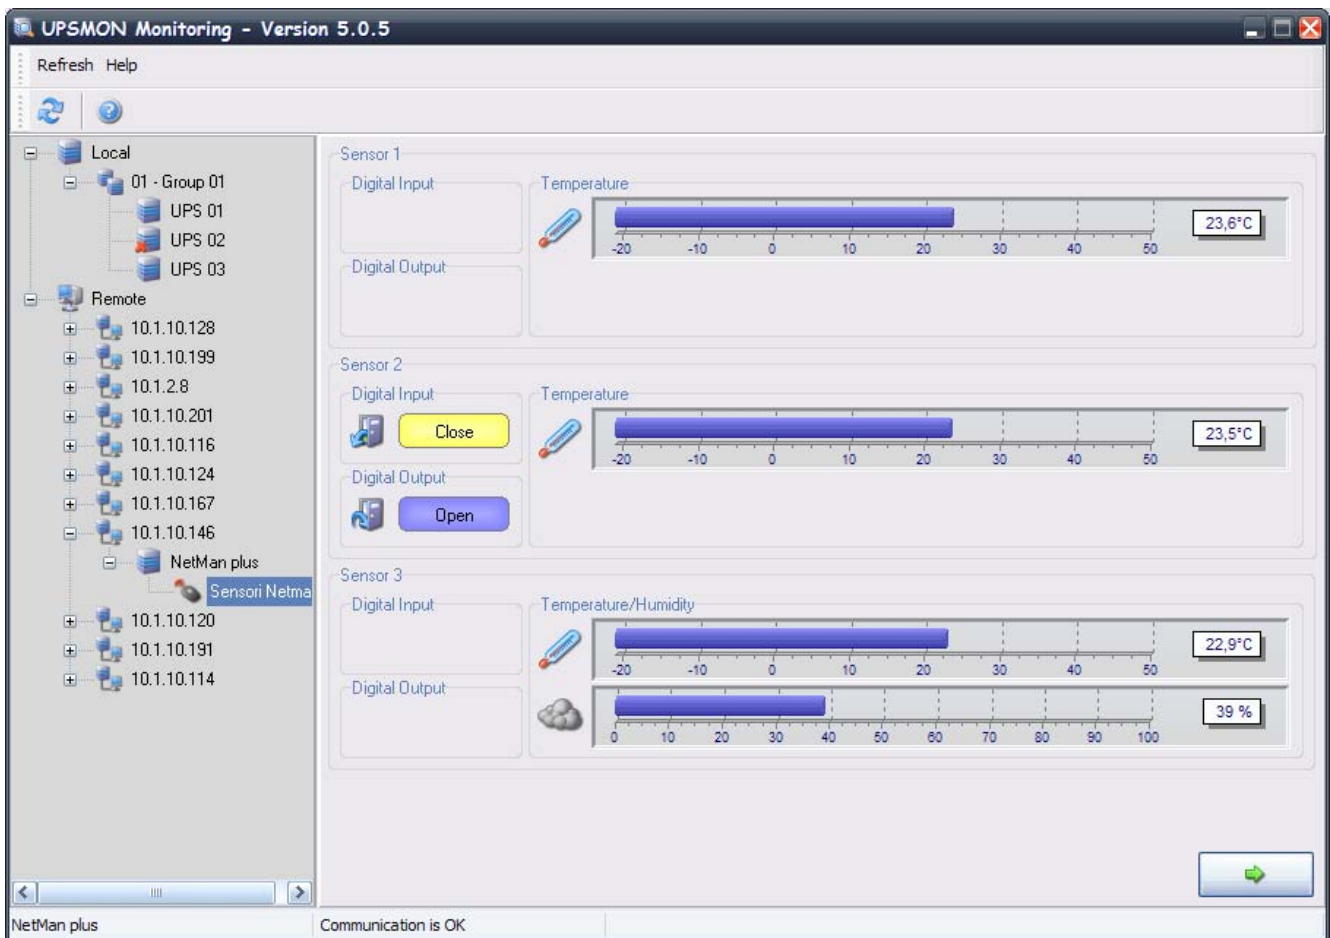 UPSMON Monitoring - Version 5.0.5
Refresh Help
Local
01 - Group 01
UPS 01
UPS 02
UPS 03
Remote
10.1.10.128
10.1.10.199
10.1.2.8
10.1.10.201
10.1.10.116
10.1.10.124
10.1.10.167
10.1.10.146
NetMan plus
Sensori Netma
10.1.10.120
10.1.10.191
10.1.10.114
Sensor 1
Digital Input
Digital Output
Temperature
-20 -10 0 10 20 30 40 50
23,6°C
Sensor 2
Digital Input
Close
Digital Output
Open
Temperature
-20 -10 0 10 20 30 40 50
23,5°C
Sensor 3
Digital Input
Digital Output
Temperature/Humidity
-20 -10 0 10 20 30 40 50
22,9°C
0 10 20 30 40 50 60 70 80 90 100
39 %
NetMan plus
Communication is OK